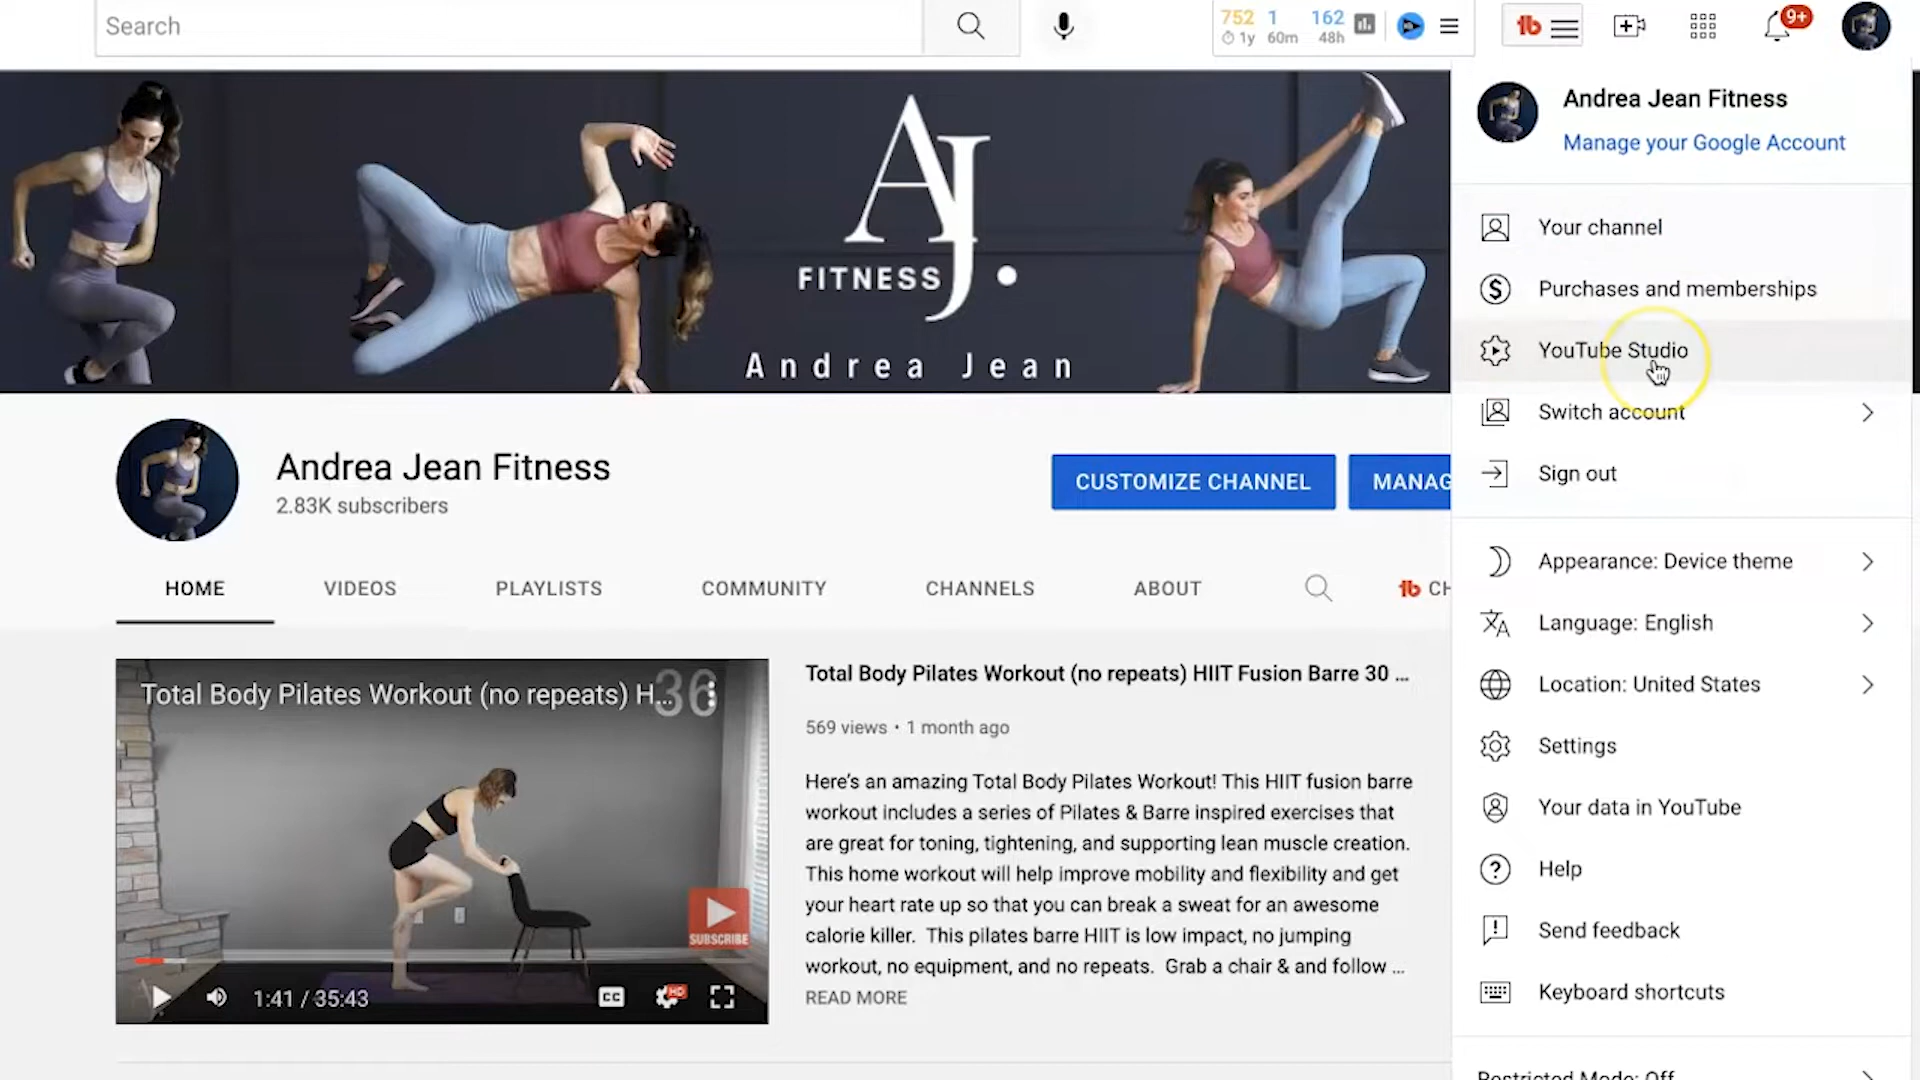 Search
752 1 162
1y 60m 48h
9+
Andrea Jean Fitness
Manage your Google Account
Your channel
Purchases and memberships
YouTube Studio
Switch account
Sign out
Appearance: Device theme
Language: English
Location: United States
Settings
Your data in YouTube
Help
Send feedback
Keyboard shortcuts
Restricted Mode: Off
AJ.
FITNESS
Andrea Jean
Andrea Jean Fitness
2.83K subscribers
CUSTOMIZE CHANNEL
MANAG
HOME VIDEOS PLAYLISTS COMMUNITY CHANNELS ABOUT CH
Total Body Pilates Workout (no repeats) H...
36
SUBSCRIBE
1:41 / 35:43
CC
HD
Total Body Pilates Workout (no repeats) HIIT Fusion Barre 30 ...
569 views • 1 month ago
Here's an amazing Total Body Pilates Workout! This HIIT fusion barre
workout includes a series of Pilates & Barre inspired exercises that
are great for toning, tightening, and supporting lean muscle creation.
This home workout will help improve mobility and flexibility and get
your heart rate up so that you can break a sweat for an awesome
calorie killer. This pilates barre HIIT is low impact, no jumping
workout, no equipment, and no repeats. Grab a chair & and follow ...
READ MORE